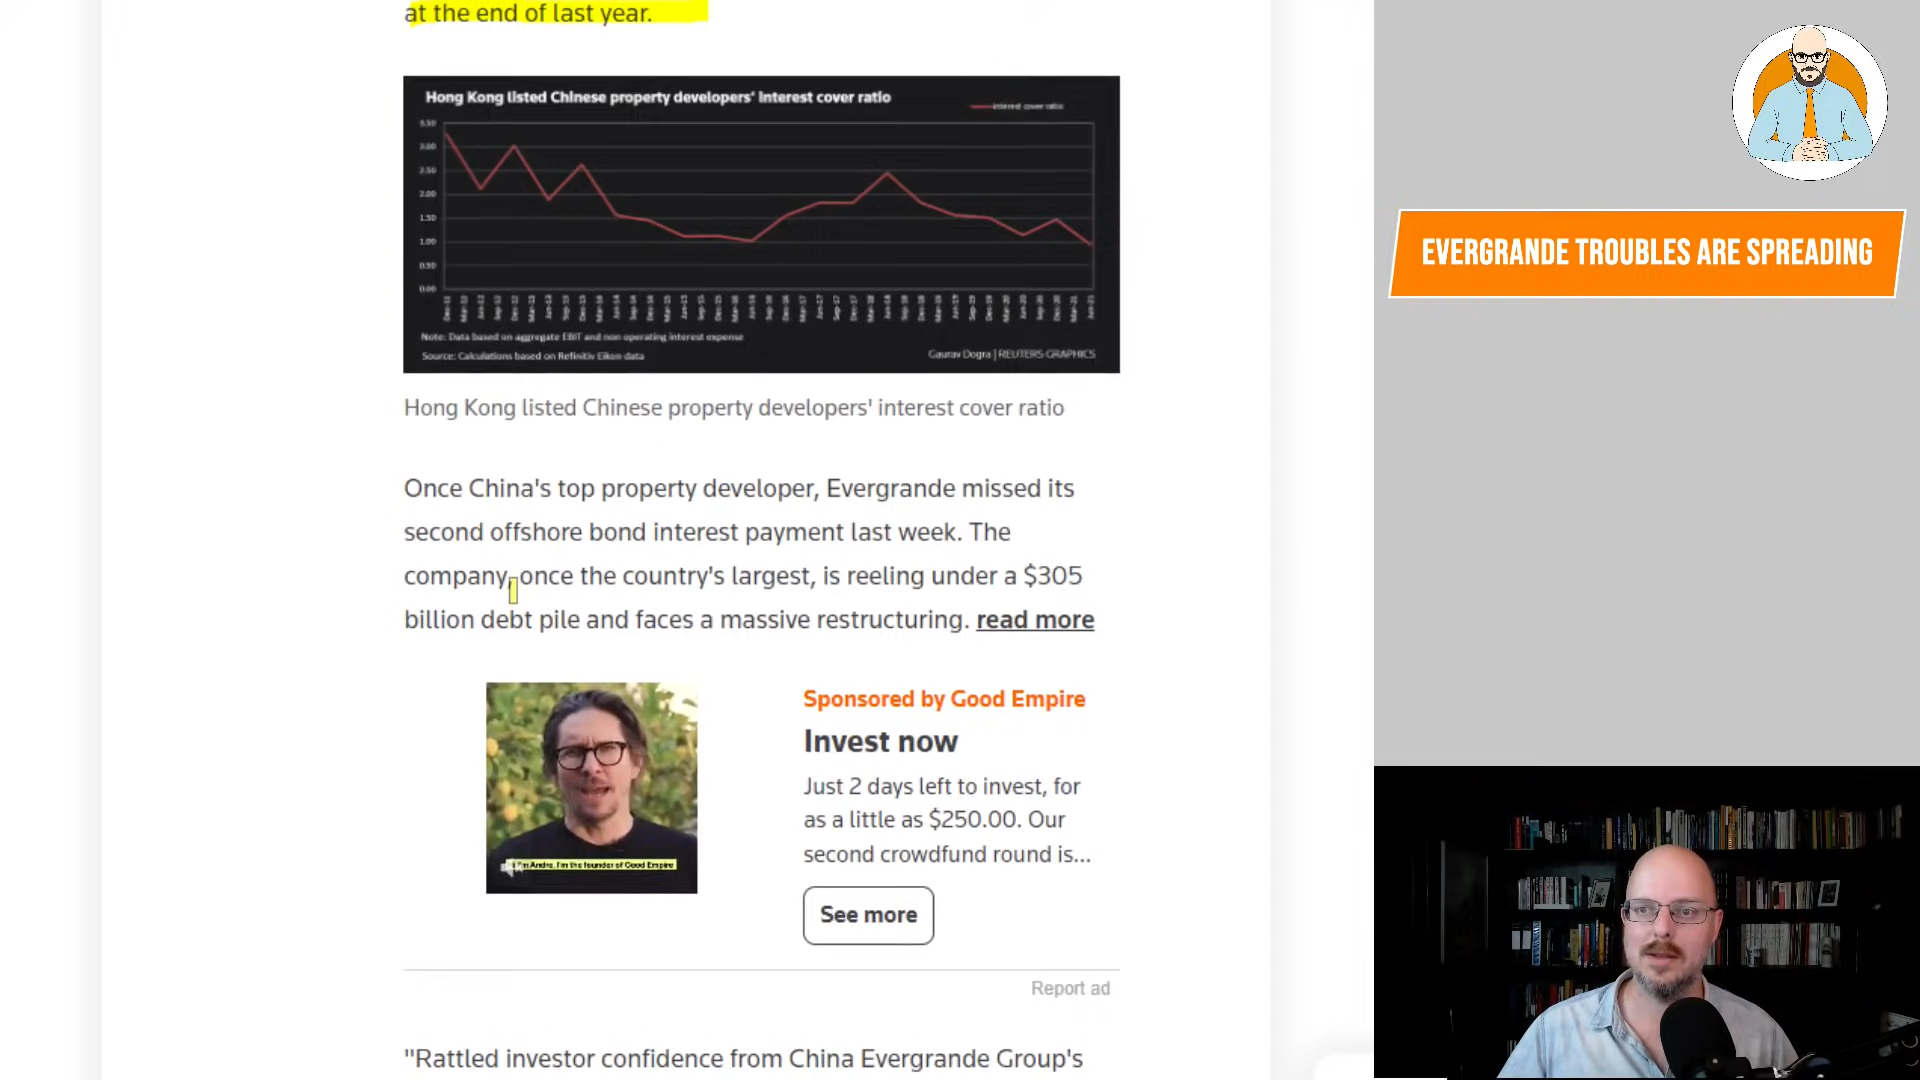 at the end of last year.
Hong Kong listed Chinese property developers' interest cover ratio
interest cover ratio
3.50
3.00
2.50
2.00
1.50
1.00
0.50
0.00
Note: Data based on aggregate EBIT and non operating interest expense
Source: Calculations based on Refinitiv Eikon data
Gaurav Dogra | REUTERS GRAPHICS
Hong Kong listed Chinese property developers' interest cover ratio
Once China's top property developer, Evergrande missed its
second offshore bond interest payment last week. The
company, once the country's largest, is reeling under a $305
billion debt pile and faces a massive restructuring. read more
I'm Andre, I'm the founder of Good Empire
Sponsored by Good Empire
Invest now
Just 2 days left to invest, for
as a little as $250.00. Our
second crowdfund round is...
See more
Report ad
"Rattled investor confidence from China Evergrande Group's
EVERGRANDE TROUBLES ARE SPREADING